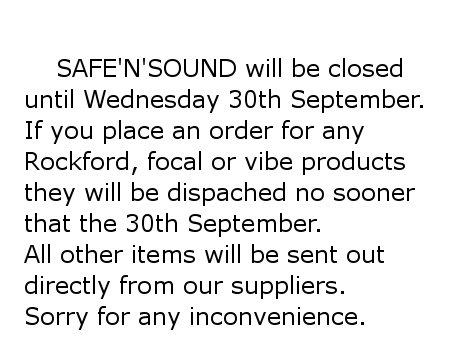 SAFE'N'SOUND will be closed
until Wednesday 30th September.
If you place an order for any
Rockford, focal or vibe products
they will be dispached no sooner
that the 30th September.
All other items will be sent out
directly from our suppliers.
Sorry for any inconvenience.